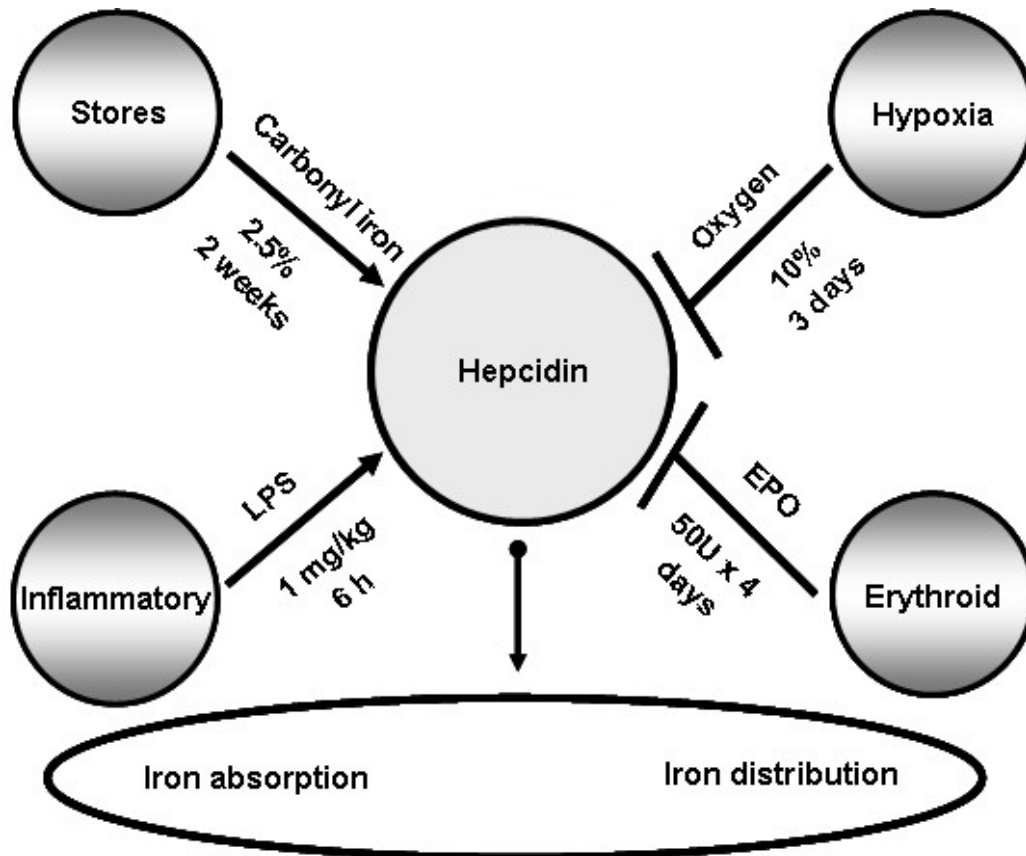 Stores
Carbonyl iron
2.5%
2 weeks
Hypoxia
Oxygen
10%
3 days
Hepcidin
Inflammatory
LPS
1 mg/kg
6 h
EPO
50U x 4
days
Erythroid
Iron absorption
Iron distribution